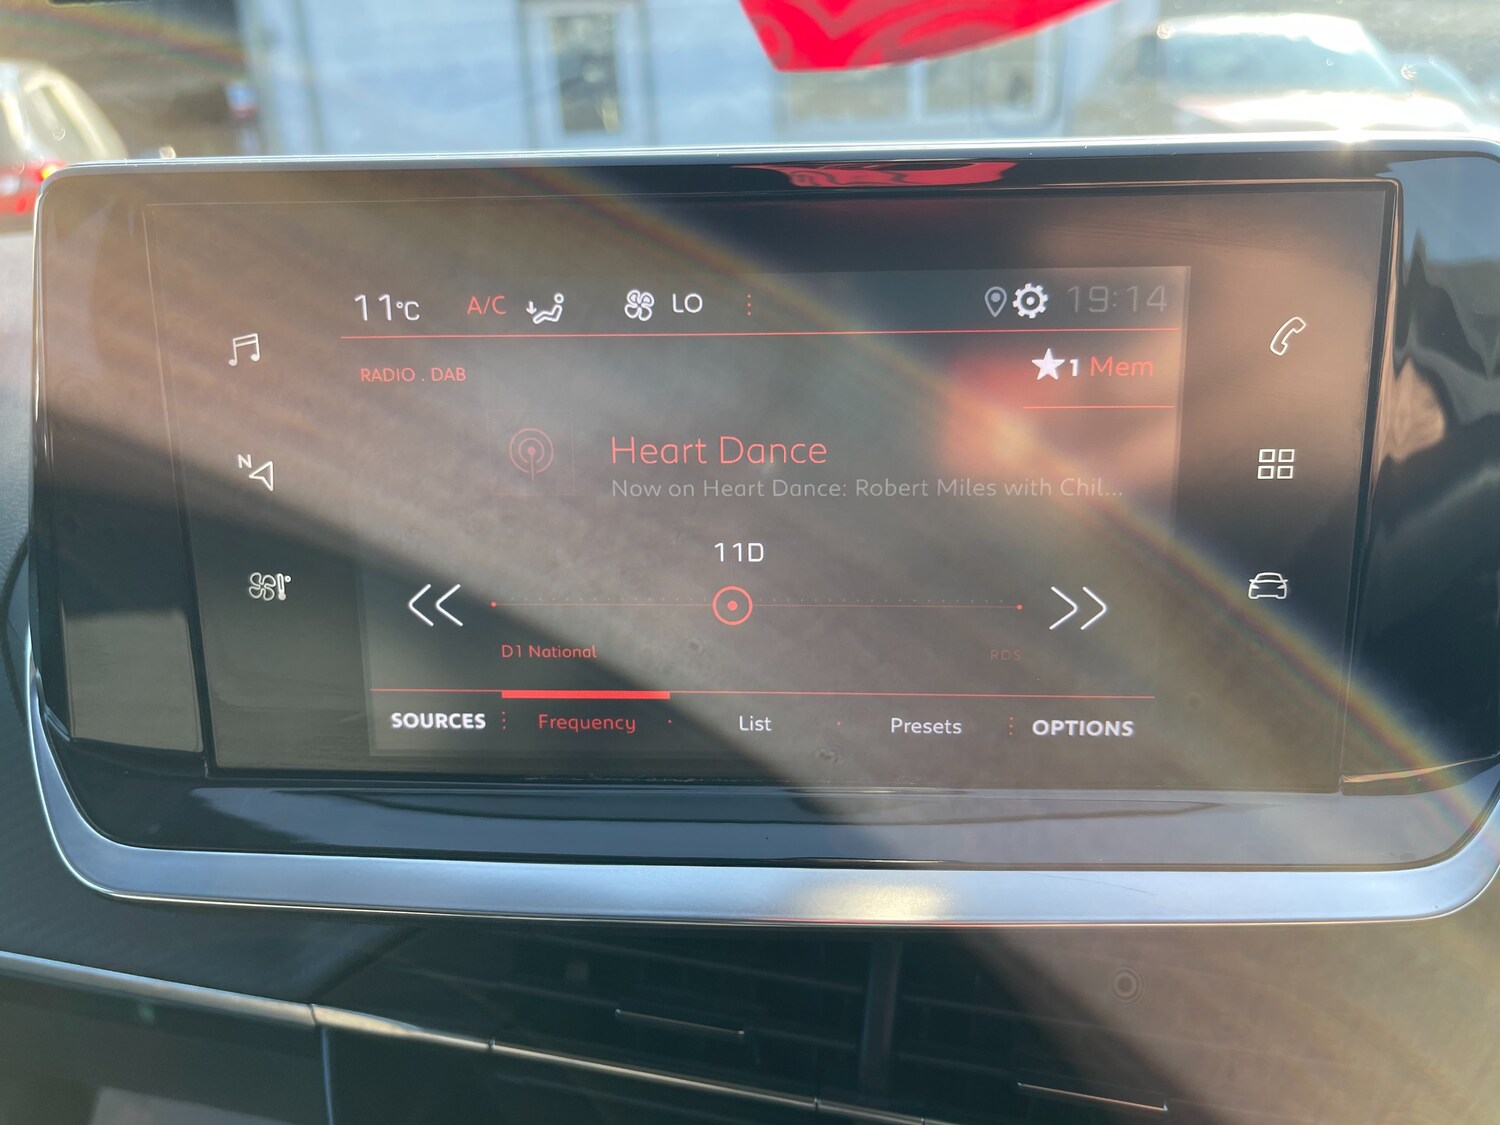 11°C A/C LO 19:14
RADIO . DAB
1 Mem
Heart Dance
Now on Heart Dance: Robert Miles with Chil...
N
11D
D1 National RDS
SOURCES Frequency List Presets OPTIONS